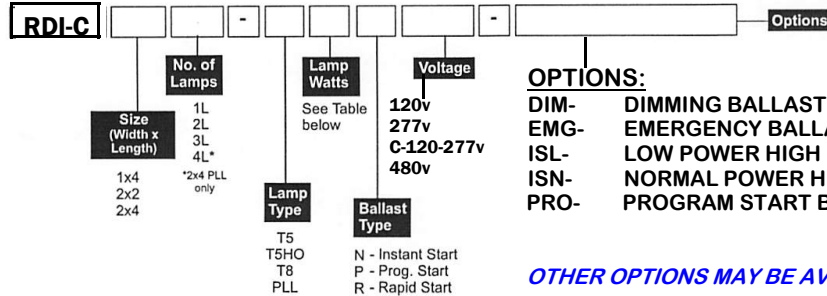 RDI-C - - Options
No. of
Lamps
1L
2L
3L
4L*
*2x4 PLL
only
Lamp
Watts
See Table
below
Voltage
120v
277v
C-120-277v
480v
Size
(Width x
Length)
1x4
2x2
2x4
Lamp
Type
T5
T5HO
T8
PLL
Ballast
Type
N - Instant Start
P - Prog. Start
R - Rapid Start
OPTIONS:
DIM- DIMMING BALLAST
EMG- EMERGENCY BALLA
ISL- LOW POWER HIGH
ISN- NORMAL POWER H
PRO- PROGRAM START B
OTHER OPTIONS MAY BE AV